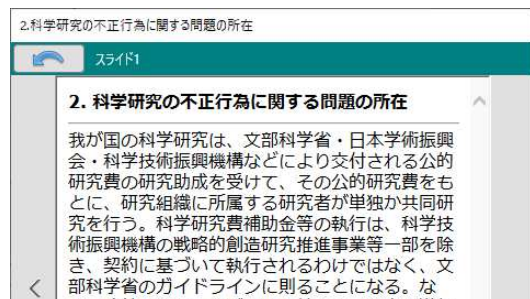 2.科学研究の不正行為に関する問題の所在
スライド1
2. 科学研究の不正行為に関する問題の所在
我が国の科学研究は、文部科学省・日本学術振興
会・科学技術振興機構などにより交付される公的
研究費の研究助成を受けて、その公的研究費をも
とに、研究組織に所属する研究者が単独か共同研
究を行う。科学研究費補助金等の執行は、科学技
術振興機構の戦略的創造研究推進事業等一部を除
き、契約に基づいて執行されるわけではなく、文
部科学省のガイドラインに則ることになる。な